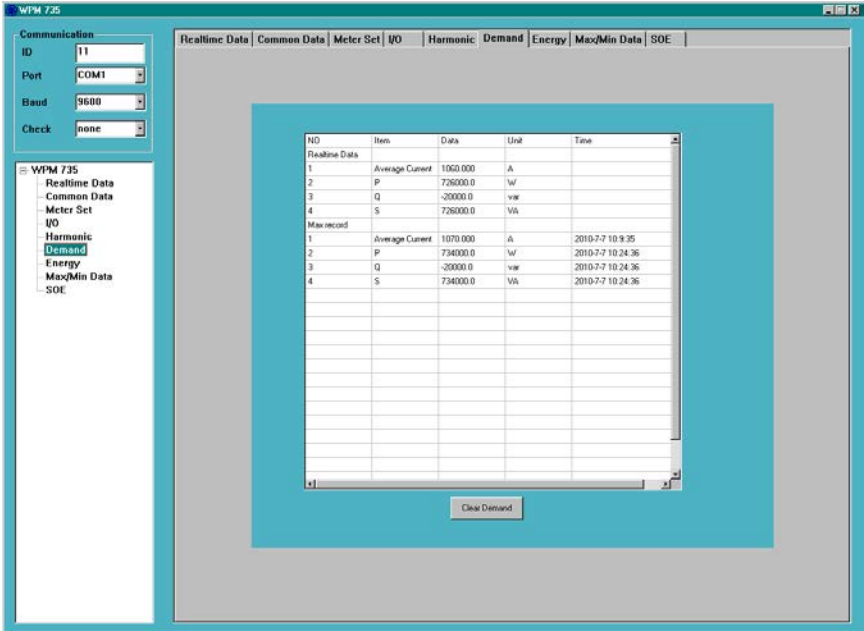 WPM 735
Communication
ID 11
Port COM1
Baud 9600
Check none
WPM 735
Realtime Data
Common Data
Meter Set
I/O
Harmonic
Demand
Energy
Max/Min Data
SOE
Realtime Data Common Data Meter Set I/O Harmonic Demand Energy Max/Min Data SOE
NO Item Data Unit Time
Realtime Data
1 Average Current 1060.000 A
2 P 726000.0 W
3 Q -20000.0 var
4 S 726000.0 VA
Max record
1 Average Current 1070.000 A 2010-7-7 10:9:35
2 P 734000.0 W 2010-7-7 10:24:36
3 Q -20000.0 var 2010-7-7 10:24:36
4 S 734000.0 VA 2010-7-7 10:24:36
Clear Demand